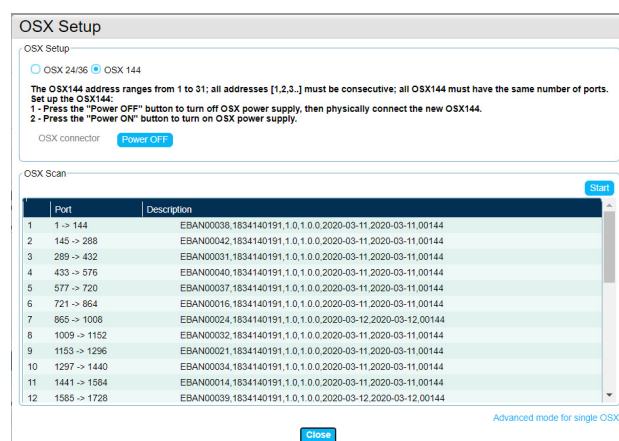 OSX Setup
OSX Setup
OSX 24/36 OSX 144
The OSX144 address ranges from 1 to 31; all addresses [1,2,3..] must be consecutive; all OSX144 must have the same number of ports.
Set up the OSX144:
1 - Press the "Power OFF" button to turn off OSX power supply, then physically connect the new OSX144.
2 - Press the "Power ON" button to turn on OSX power supply.
OSX connector Power OFF
OSX Scan
Start
Port Description
1 1 -> 144 EBAN00038,1834140191,1.0,1.0.0,2020-03-11,2020-03-11,00144
2 145 -> 288 EBAN00042,1834140191,1.0,1.0.0,2020-03-11,2020-03-11,00144
3 289 -> 432 EBAN00031,1834140191,1.0,1.0.0,2020-03-11,2020-03-11,00144
4 433 -> 576 EBAN00040,1834140191,1.0,1.0.0,2020-03-11,2020-03-11,00144
5 577 -> 720 EBAN00037,1834140191,1.0,1.0.0,2020-03-11,2020-03-11,00144
6 721 -> 864 EBAN00016,1834140191,1.0,1.0.0,2020-03-11,2020-03-11,00144
7 865 -> 1008 EBAN00024,1834140191,1.0,1.0.0,2020-03-12,2020-03-12,00144
8 1009 -> 1152 EBAN00032,1834140191,1.0,1.0.0,2020-03-11,2020-03-11,00144
9 1153 -> 1296 EBAN00021,1834140191,1.0,1.0.0,2020-03-11,2020-03-11,00144
10 1297 -> 1440 EBAN00034,1834140191,1.0,1.0.0,2020-03-11,2020-03-11,00144
11 1441 -> 1584 EBAN00014,1834140191,1.0,1.0.0,2020-03-11,2020-03-11,00144
12 1585 -> 1728 EBAN00039,1834140191,1.0,1.0.0,2020-03-12,2020-03-12,00144
Advanced mode for single OSX
Close